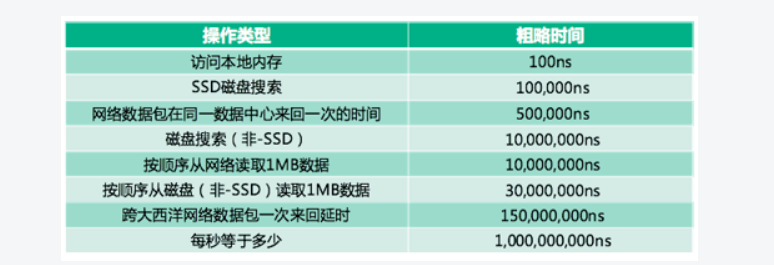 操作类型 粗略时间
访问本地内存 100ns
SSD磁盘搜索 100,000ns
网络数据包在同一数据中心来回一次的时间 500,000ns
磁盘搜索（非-SSD） 10,000,000ns
按顺序从网络读取1MB数据 10,000,000ns
按顺序从磁盘（非-SSD）读取1MB数据 30,000,000ns
跨大西洋网络数据包一次来回延时 150,000,000ns
每秒等于多少 1,000,000,000ns